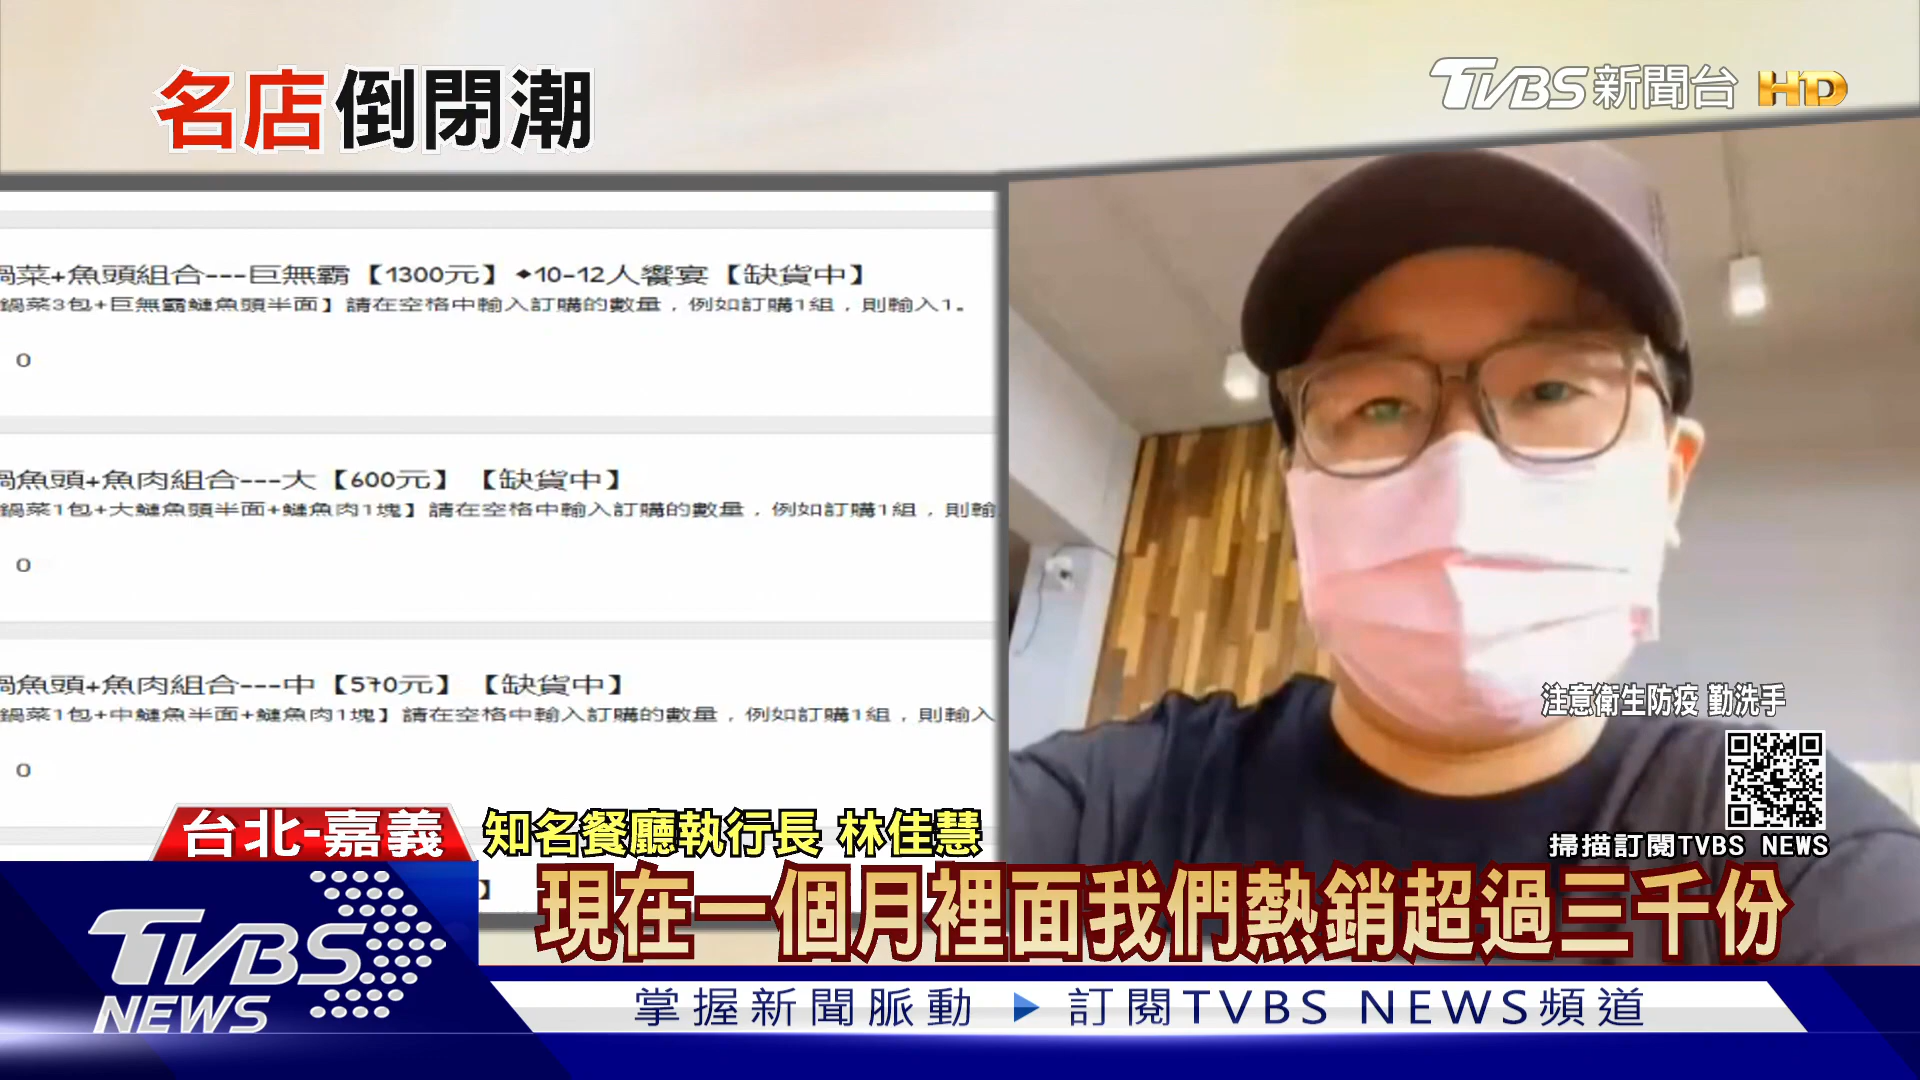 名店倒閉潮
TVBS新聞台 HD
鍋菜+魚頭組合---巨無霸【1300元】◆10-12人饗宴【缺貨中】
鍋菜3包+巨無霸鰱魚頭半面】請在空格中輸入訂購的數量，例如訂購1組，則輸入1。
0
鍋魚頭+魚肉組合---大【600元】【缺貨中】
鍋菜1包+大鰱魚頭半面+鰱魚肉1塊】請在空格中輸入訂購的數量，例如訂購1組，則輸
0
鍋魚頭+魚肉組合---中【570元】【缺貨中】
鍋菜1包+中鰱魚半面+鰱魚肉1塊】請在空格中輸入訂購的數量，例如訂購1組，則輸入
0
】
注意衛生防疫 勤洗手
掃描訂閱TVBS NEWS
台北-嘉義
知名餐廳執行長 林佳慧
現在一個月裡面我們熱銷超過三千份
TVBS
NEWS
掌握新聞脈動 ▶ 訂閱TVBS NEWS頻道